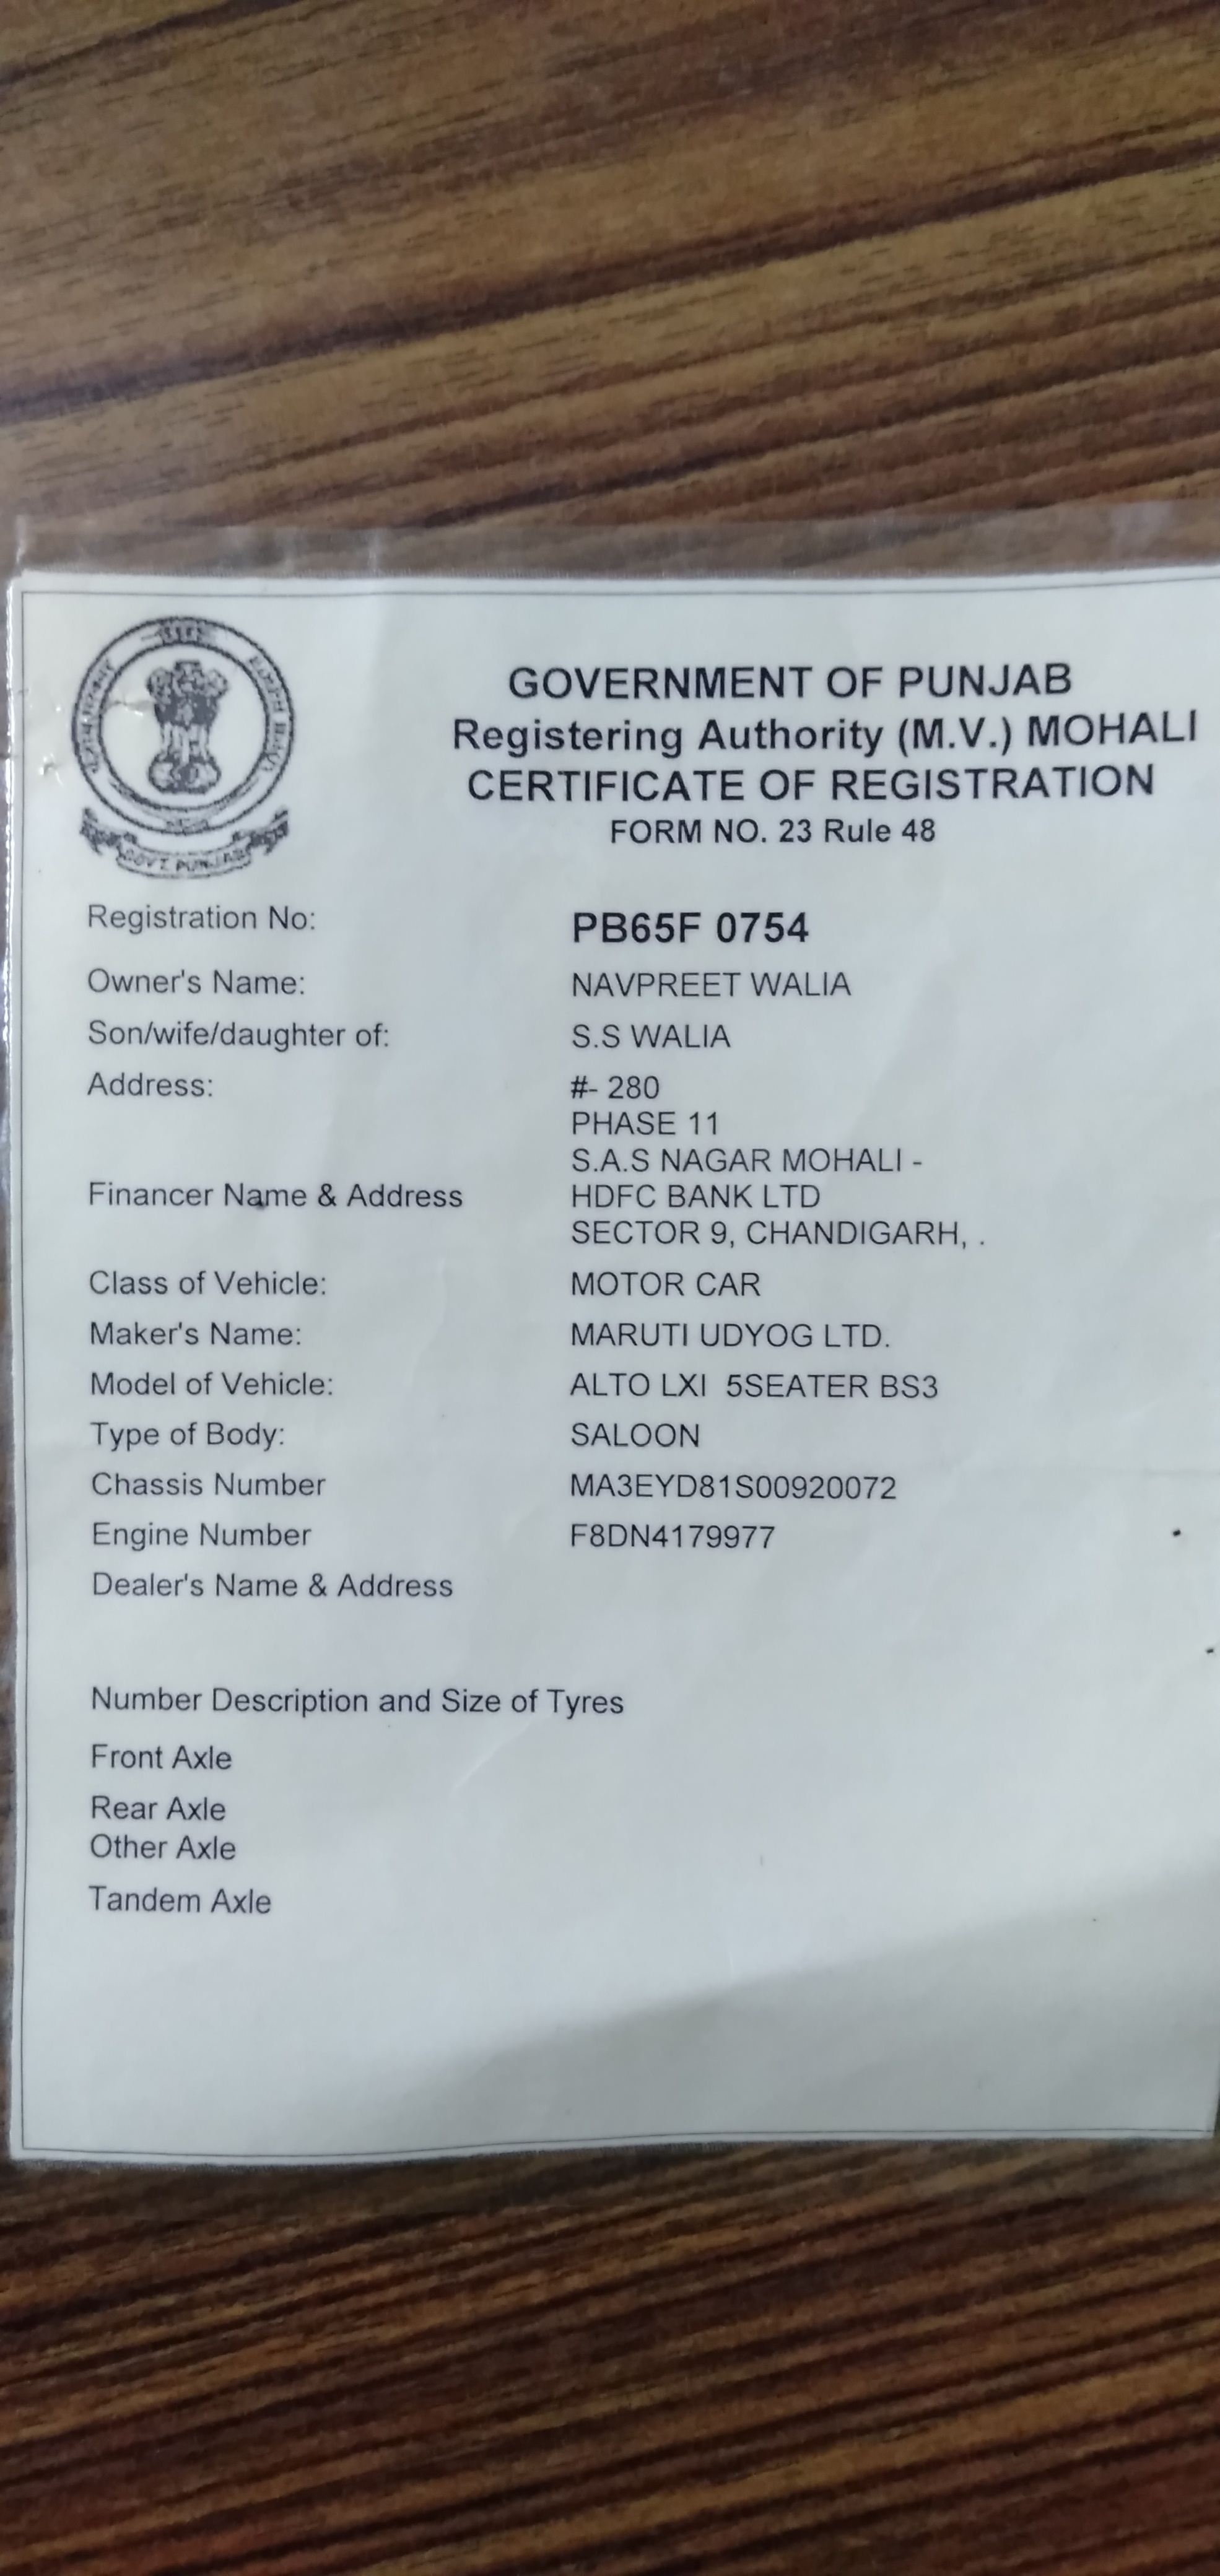 GOVT. PUNJAB
GOVERNMENT OF PUNJAB
Registering Authority (M.V.) MOHALI
CERTIFICATE OF REGISTRATION
FORM NO. 23 Rule 48
Registration No: PB65F 0754
Owner's Name: NAVPREET WALIA
Son/wife/daughter of: S.S WALIA
Address: #- 280
PHASE 11
S.A.S NAGAR MOHALI -
Financer Name & Address HDFC BANK LTD
SECTOR 9, CHANDIGARH, .
Class of Vehicle: MOTOR CAR
Maker's Name: MARUTI UDYOG LTD.
Model of Vehicle: ALTO LXI 5SEATER BS3
Type of Body: SALOON
Chassis Number MA3EYD81S00920072
Engine Number F8DN4179977
Dealer's Name & Address
Number Description and Size of Tyres
Front Axle
Rear Axle
Other Axle
Tandem Axle